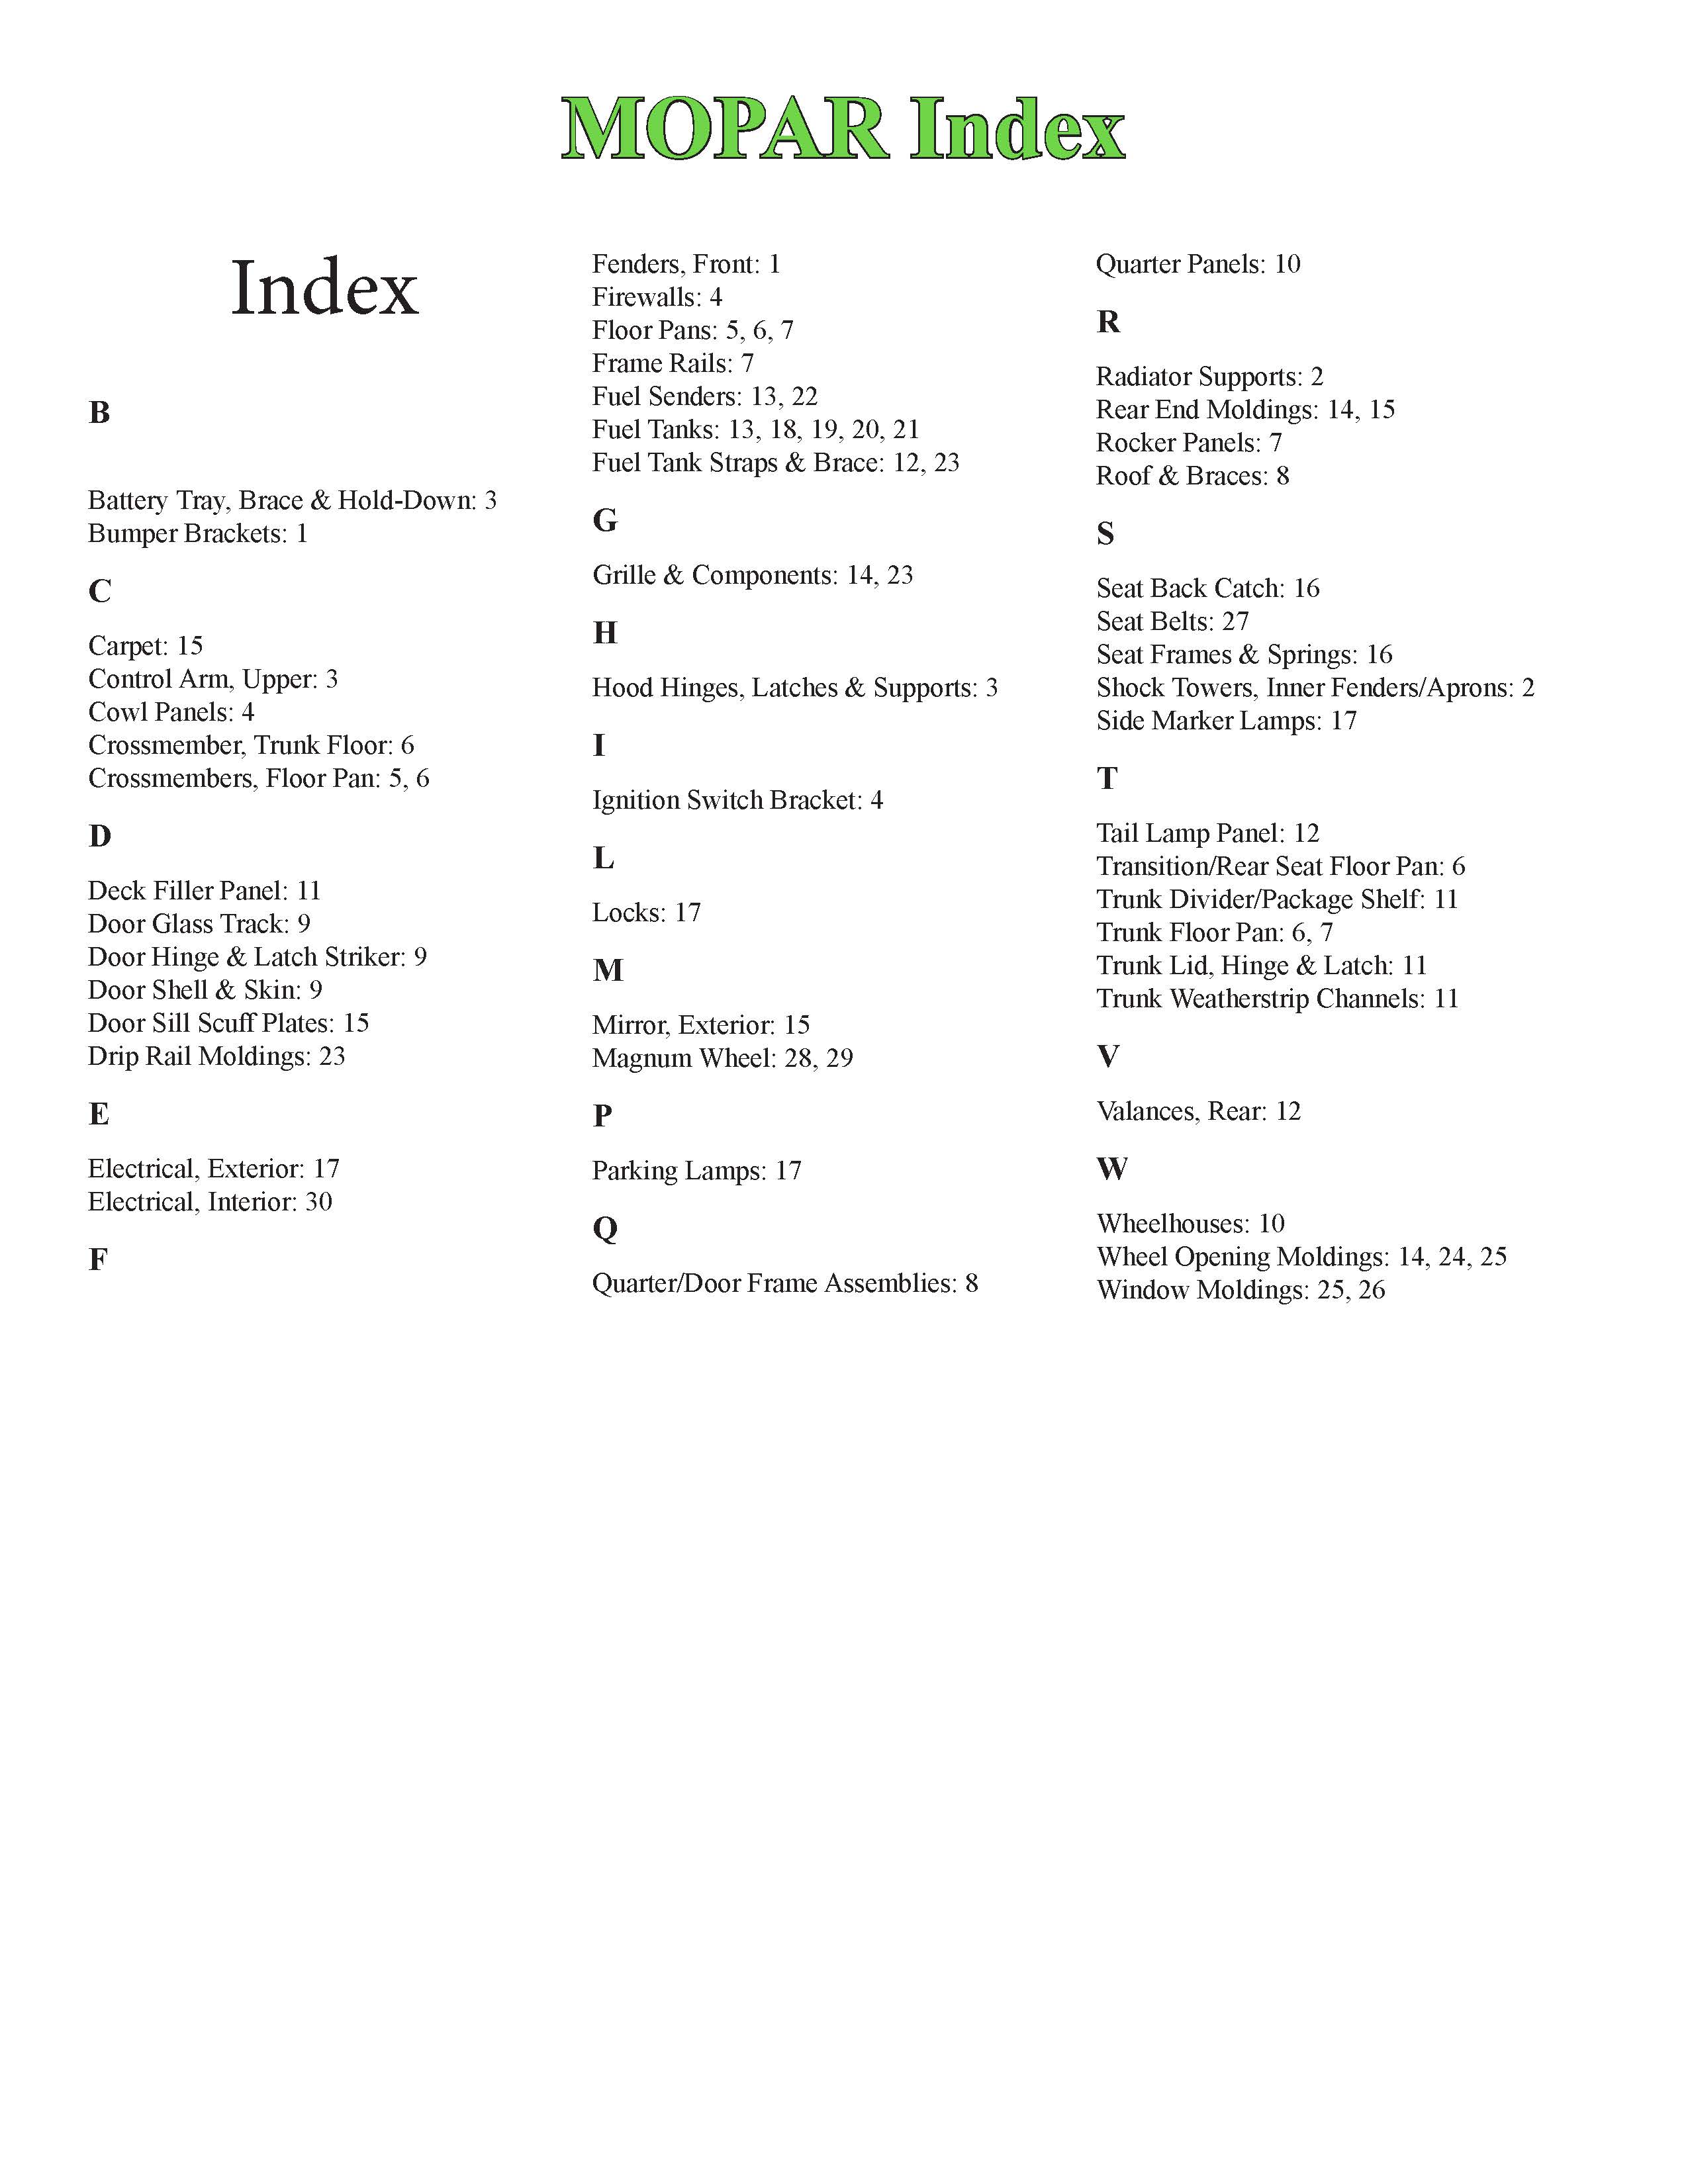 MOPAR Index
Index
B
Battery Tray, Brace & Hold-Down: 3
Bumper Brackets: 1
C
Carpet: 15
Control Arm, Upper: 3
Cowl Panels: 4
Crossmember, Trunk Floor: 6
Crossmembers, Floor Pan: 5, 6
D
Deck Filler Panel: 11
Door Glass Track: 9
Door Hinge & Latch Striker: 9
Door Shell & Skin: 9
Door Sill Scuff Plates: 15
Drip Rail Moldings: 23
E
Electrical, Exterior: 17
Electrical, Interior: 30
F
Fenders, Front: 1
Firewalls: 4
Floor Pans: 5, 6, 7
Frame Rails: 7
Fuel Senders: 13, 22
Fuel Tanks: 13, 18, 19, 20, 21
Fuel Tank Straps & Brace: 12, 23
G
Grille & Components: 14, 23
H
Hood Hinges, Latches & Supports: 3
I
Ignition Switch Bracket: 4
L
Locks: 17
M
Mirror, Exterior: 15
Magnum Wheel: 28, 29
P
Parking Lamps: 17
Q
Quarter/Door Frame Assemblies: 8
Quarter Panels: 10
R
Radiator Supports: 2
Rear End Moldings: 14, 15
Rocker Panels: 7
Roof & Braces: 8
S
Seat Back Catch: 16
Seat Belts: 27
Seat Frames & Springs: 16
Shock Towers, Inner Fenders/Aprons: 2
Side Marker Lamps: 17
T
Tail Lamp Panel: 12
Transition/Rear Seat Floor Pan: 6
Trunk Divider/Package Shelf: 11
Trunk Floor Pan: 6, 7
Trunk Lid, Hinge & Latch: 11
Trunk Weatherstrip Channels: 11
V
Valances, Rear: 12
W
Wheelhouses: 10
Wheel Opening Moldings: 14, 24, 25
Window Moldings: 25, 26